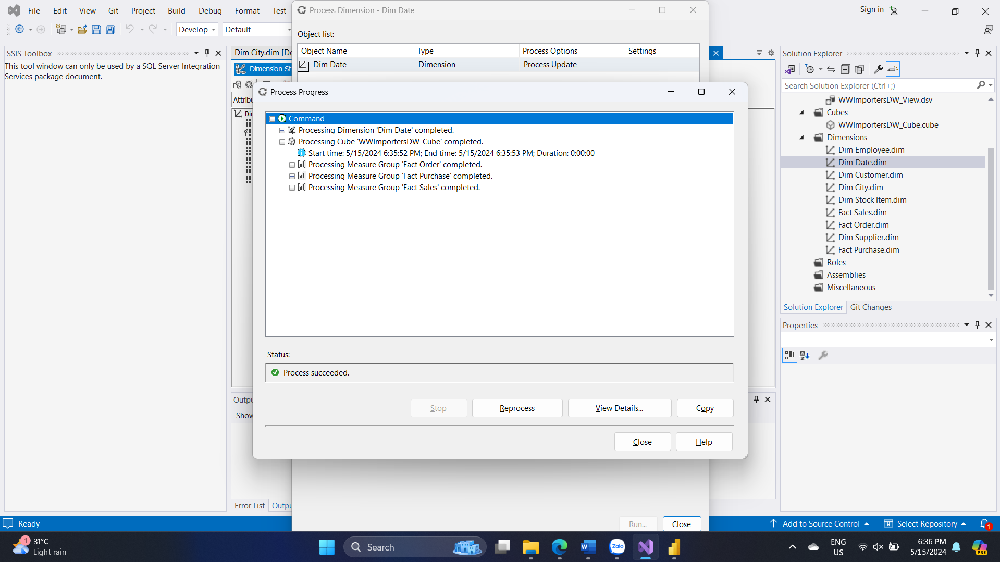 File Edit View Git Project Build Debug Format Test
Process Dimension - Dim Date
Sign in
Develop
Default
Object list:
Object Name Type Process Options Settings
Dim Date Dimension Process Update
SSIS Toolbox
This tool window can only be used by a SQL Server Integration
Services package document.
Dim City.dim [De
Dimension St
Attribu
Din
Process Progress
Command
Processing Dimension 'Dim Date' completed.
Processing Cube 'WWImportersDW_Cube' completed.
Start time: 5/15/2024 6:35:52 PM; End time: 5/15/2024 6:35:53 PM; Duration: 0:00:00
Processing Measure Group 'Fact Order' completed.
Processing Measure Group 'Fact Purchase' completed.
Processing Measure Group 'Fact Sales' completed.
Status:
Process succeeded.
Stop Reprocess View Details... Copy
Close Help
Outpu
Show
Error List Outpu
Run... Close
Solution Explorer
Search Solution Explorer (Ctrl+;)
WWImportersDW_View.dsv
Cubes
WWImportersDW_Cube.cube
Dimensions
Dim Employee.dim
Dim Date.dim
Dim Customer.dim
Dim City.dim
Dim Stock Item.dim
Fact Sales.dim
Fact Order.dim
Dim Supplier.dim
Fact Purchase.dim
Roles
Assemblies
Miscellaneous
Solution Explorer Git Changes
Properties
Ready
Add to Source Control Select Repository 1
1 31°C
Light rain
Search
Zalo
ENG
US
6:36 PM
5/15/2024
PRE